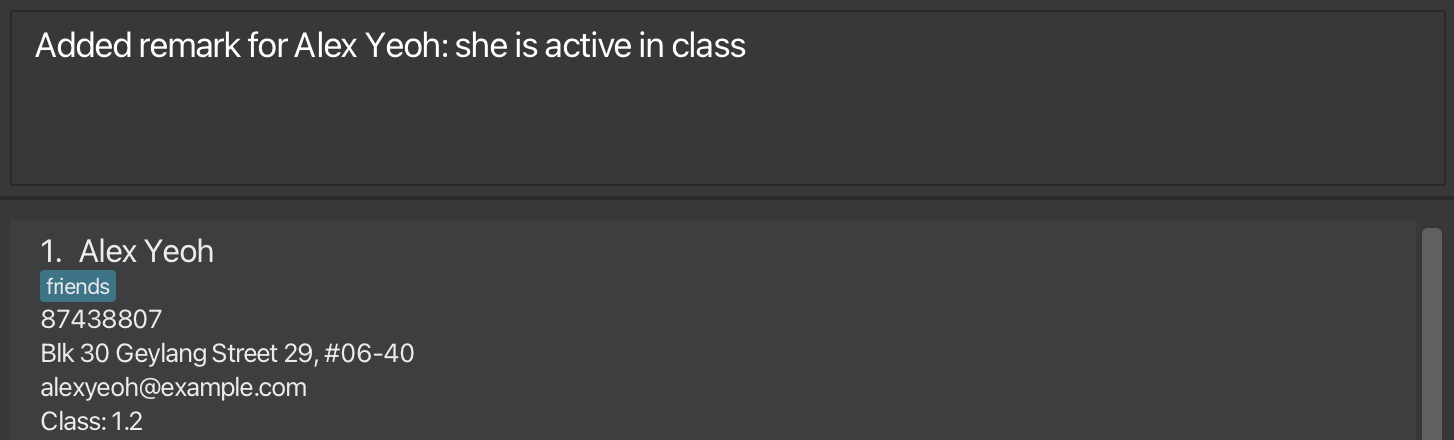 Added remark for Alex Yeoh: she is active in class
1. Alex Yeoh
friends
87438807
Blk 30 Geylang Street 29, #06-40
alexyeoh@example.com
Class: 1.2